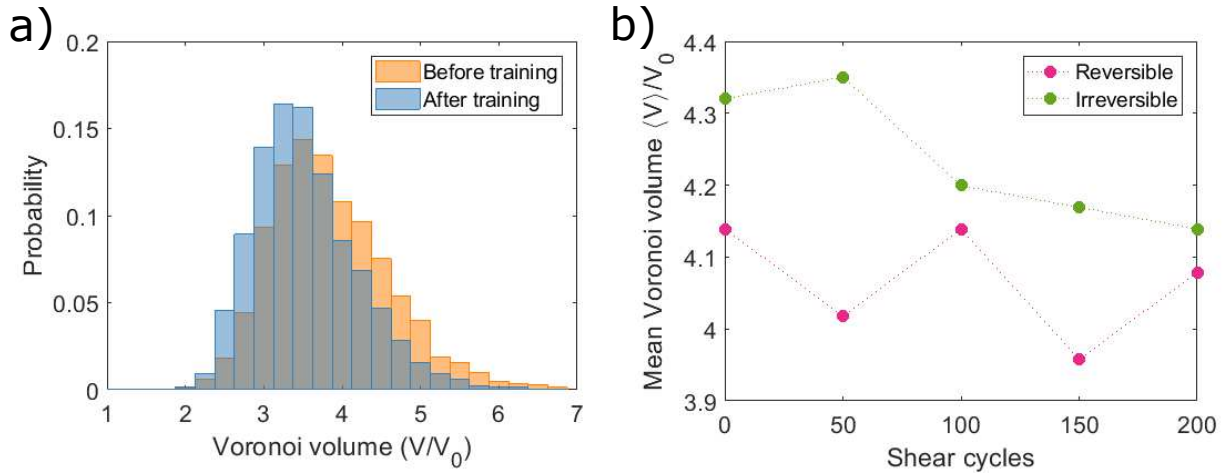 a)
0.2
0.15
0.1
0.05
0
Probability
Before training
After training
1 2 3 4 5 6 7
Voronoi volume (V/V₀)
b)
4.4
4.3
4.2
4.1
4
3.9
Mean Voronoi volume ⟨V⟩/V₀
Reversible
Irreversible
0 50 100 150 200
Shear cycles